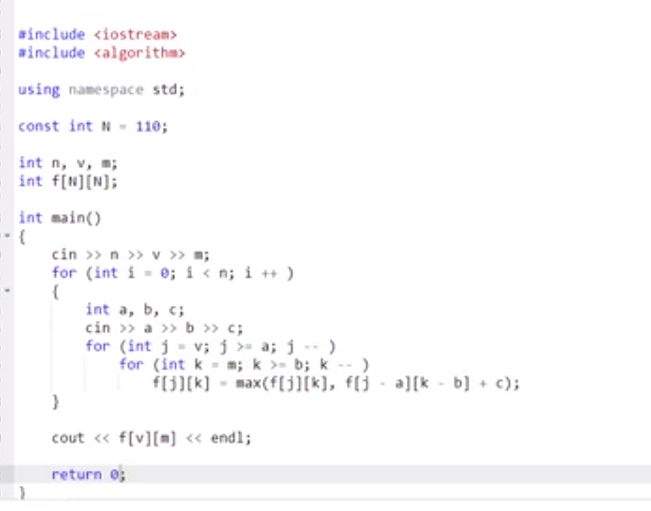 #include <iostream>
#include <algorithm>
using namespace std;
const int N = 110;
int n, v, m;
int f[N][N];
int main()
{
cin >> n >> v >> m;
for (int i = 0; i < n; i ++ )
{
int a, b, c;
cin >> a >> b >> c;
for (int j = v; j >= a; j -- )
for (int k = m; k >= b; k -- )
f[j][k] = max(f[j][k], f[j - a][k - b] + c);
}
cout << f[v][m] << endl;
return 0;
}